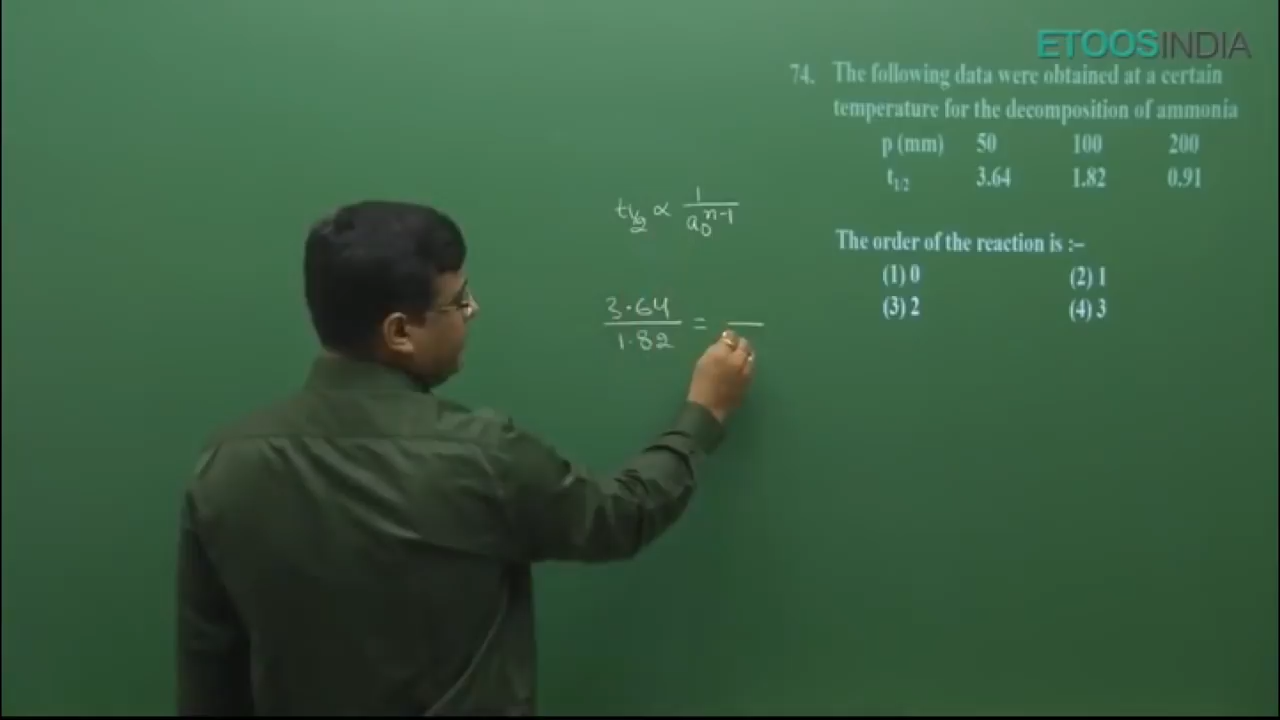 ETOOSINDIA
74. The following data were obtained at a certain
temperature for the decomposition of ammonia
p (mm) 50 100 200
t1/2 3.64 1.82 0.91
The order of the reaction is :–
(1) 0 (2) 1
(3) 2 (4) 3
t1/2 ∝ 1/a0^n-1
3.64/1.82 =